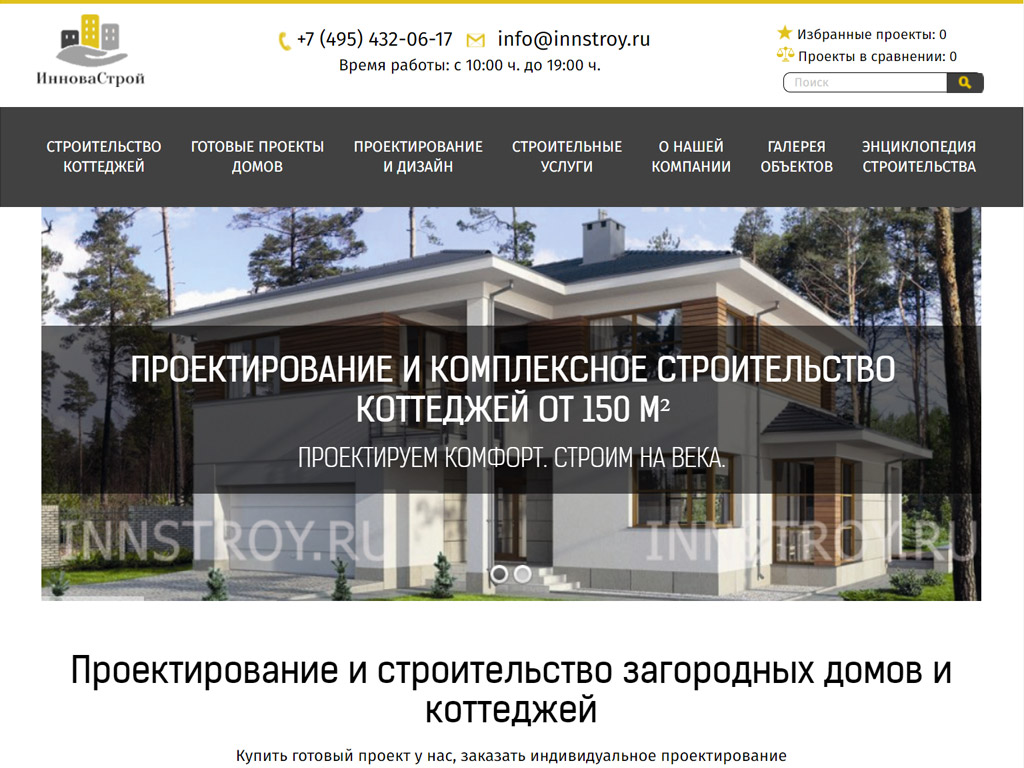 ИнноваСтрой
+7 (495) 432-06-17 info@innstroy.ru
Время работы: с 10:00 ч. до 19:00 ч.
Избранные проекты: 0
Проекты в сравнении: 0
Поиск
СТРОИТЕЛЬСТВО
КОТТЕДЖЕЙ
ГОТОВЫЕ ПРОЕКТЫ
ДОМОВ
ПРОЕКТИРОВАНИЕ
И ДИЗАЙН
СТРОИТЕЛЬНЫЕ
УСЛУГИ
О НАШЕЙ
КОМПАНИИ
ГАЛЕРЕЯ
ОБЪЕКТОВ
ЭНЦИКЛОПЕДИЯ
СТРОИТЕЛЬСТВА
ПРОЕКТИРОВАНИЕ И КОМПЛЕКСНОЕ СТРОИТЕЛЬСТВО
КОТТЕДЖЕЙ ОТ 150 М²
ПРОЕКТИРУЕМ КОМФОРТ. СТРОИМ НА ВЕКА.
INNSTROY.RU INNSTROY.RU
Проектирование и строительство загородных домов и
коттеджей
Купить готовый проект у нас, заказать индивидуальное проектирование